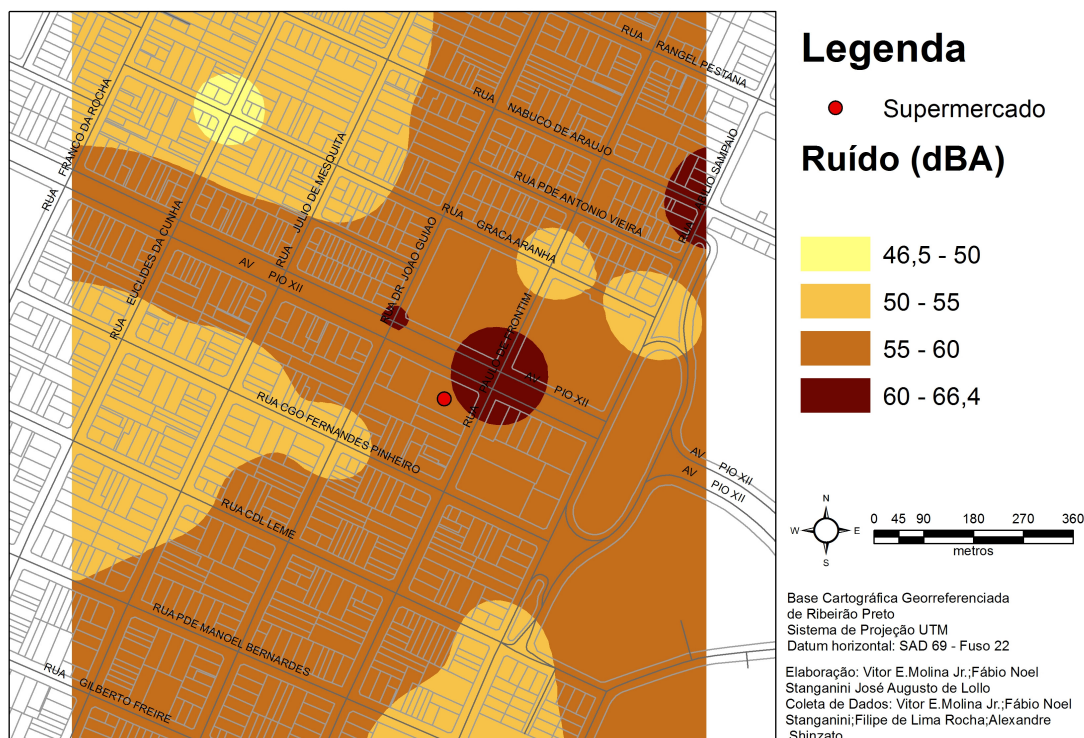 RUA RANGEL PESTANA
RUA NABUCO DE ARAUJO
RUA FRANCO DA ROCHA
RUA JULIO DE MESQUITA
RUA PDE ANTONIO VIEIRA
RUA GRACA ARANHA
RUA EUCLIDES DA CUNHA
RUA DR JOAO GUIAO
AV PIO XII
AV PIO XII
RUA CGO FERNANDES PINHEIRO
AV PIO XII
AV PIO XII
RUA CDL LEME
RUA PDE MANOEL BERNARDES
RUA GILBERTO FREIRE
Legenda
Supermercado
Ruído (dBA)
46,5 - 50
50 - 55
55 - 60
60 - 66,4
N
W E
S
0 45 90 180 270 360
metros
Base Cartográfica Georreferenciada
de Ribeirão Preto
Sistema de Projeção UTM
Datum horizontal: SAD 69 - Fuso 22
Elaboração: Vitor E.Molina Jr.;Fábio Noel
Stanganini José Augusto de Lollo
Coleta de Dados: Vitor E.Molina Jr.;Fábio Noel
Stanganini;Filipe de Lima Rocha;Alexandre
Shinzato